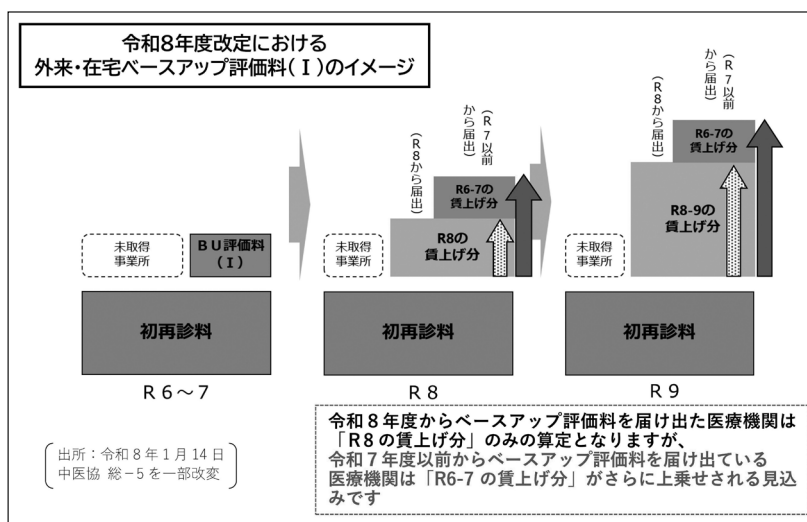 令和８年度改定における
外来・在宅ベースアップ評価料(Ⅰ)のイメージ
未取得
事業所
ＢＵ評価料
(Ⅰ)
初再診料
Ｒ６～７
未取得
事業所
(Ｒ8から届出)
(Ｒ７以前
から届出)
R6-7の
賃上げ分
R8の
賃上げ分
初再診料
Ｒ８
未取得
事業所
(Ｒ8から届出)
(Ｒ７以前
から届出)
R6-7の
賃上げ分
R8-9の
賃上げ分
初再診料
Ｒ９
出所：令和８年１月14日
中医協 総－5を一部改変
令和８年度からベースアップ評価料を届け出た医療機関は
「R8の賃上げ分」のみの算定となりますが、
令和７年度以前からベースアップ評価料を届け出ている
医療機関は「R6-7 の賃上げ分」がさらに上乗せされる見込
みです